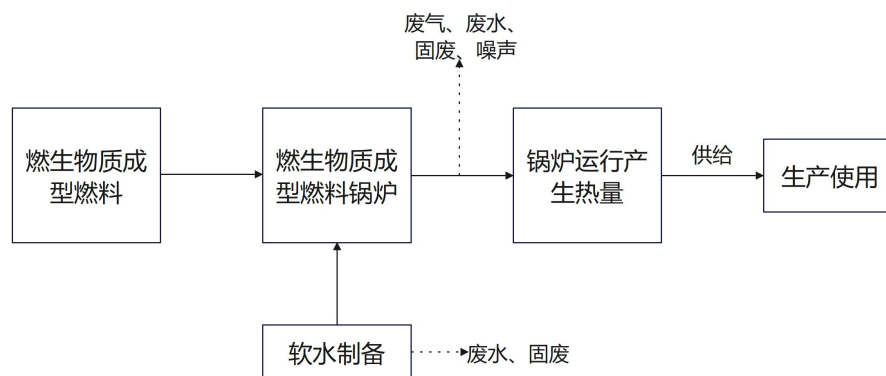 废气、废水、
固废、噪声
燃生物质成
型燃料
燃生物质成
型燃料锅炉
锅炉运行产
生热量
供给
生产使用
软水制备
废水、固废